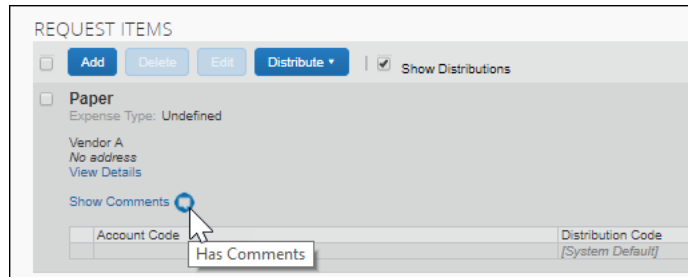 REQUEST ITEMS
Add Delete Edit Distribute Show Distributions
Paper
Expense Type: Undefined
Vendor A
No address
View Details
Show Comments
Has Comments
Account Code Distribution Code
[System Default]